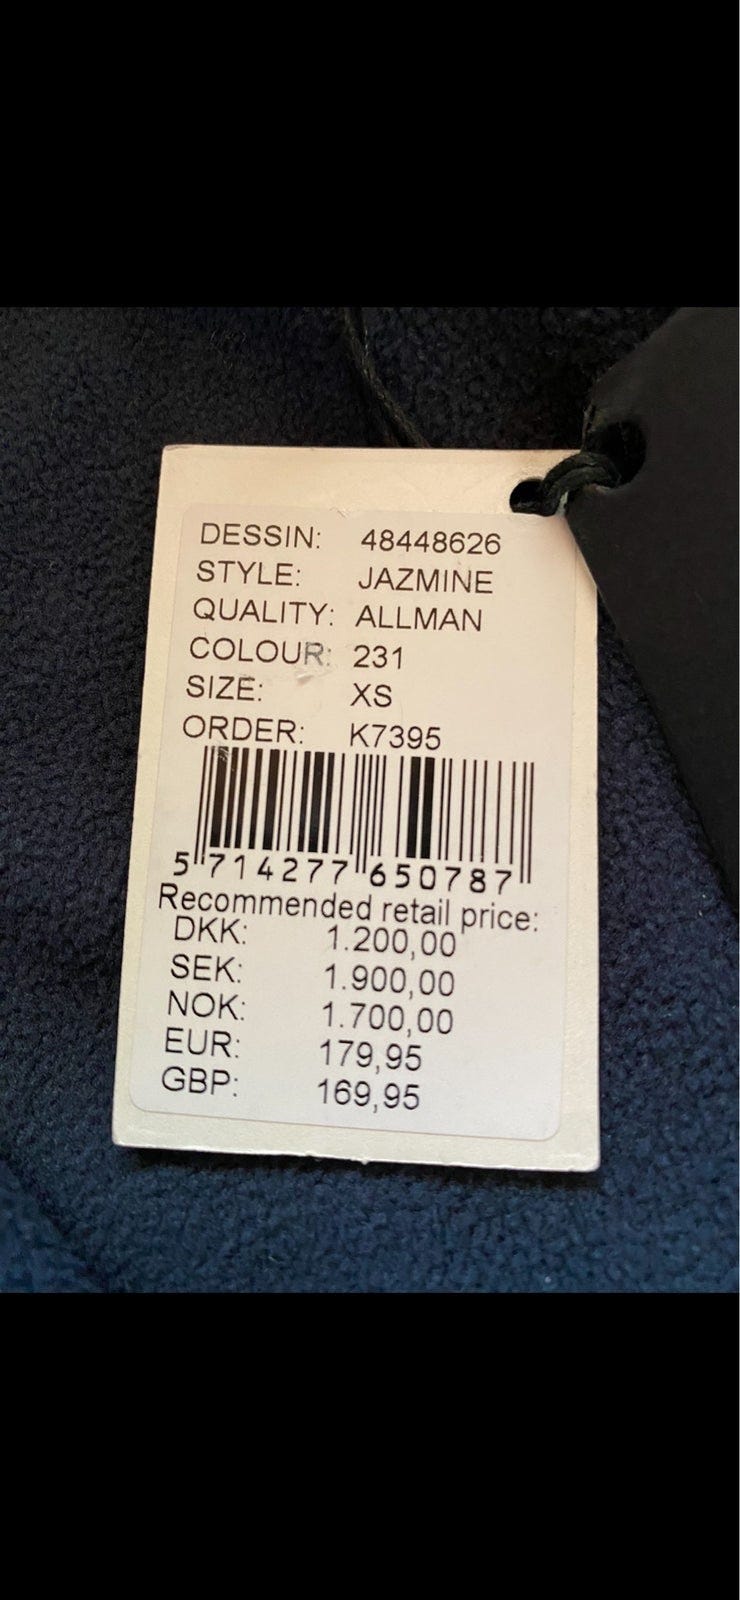 DESSIN: 48448626
STYLE: JAZMINE
QUALITY: ALLMAN
COLOUR: 231
SIZE: XS
ORDER: K7395
5 714277 650787
Recommended retail price:
DKK: 1.200,00
SEK: 1.900,00
NOK: 1.700,00
EUR: 179,95
GBP: 169,95